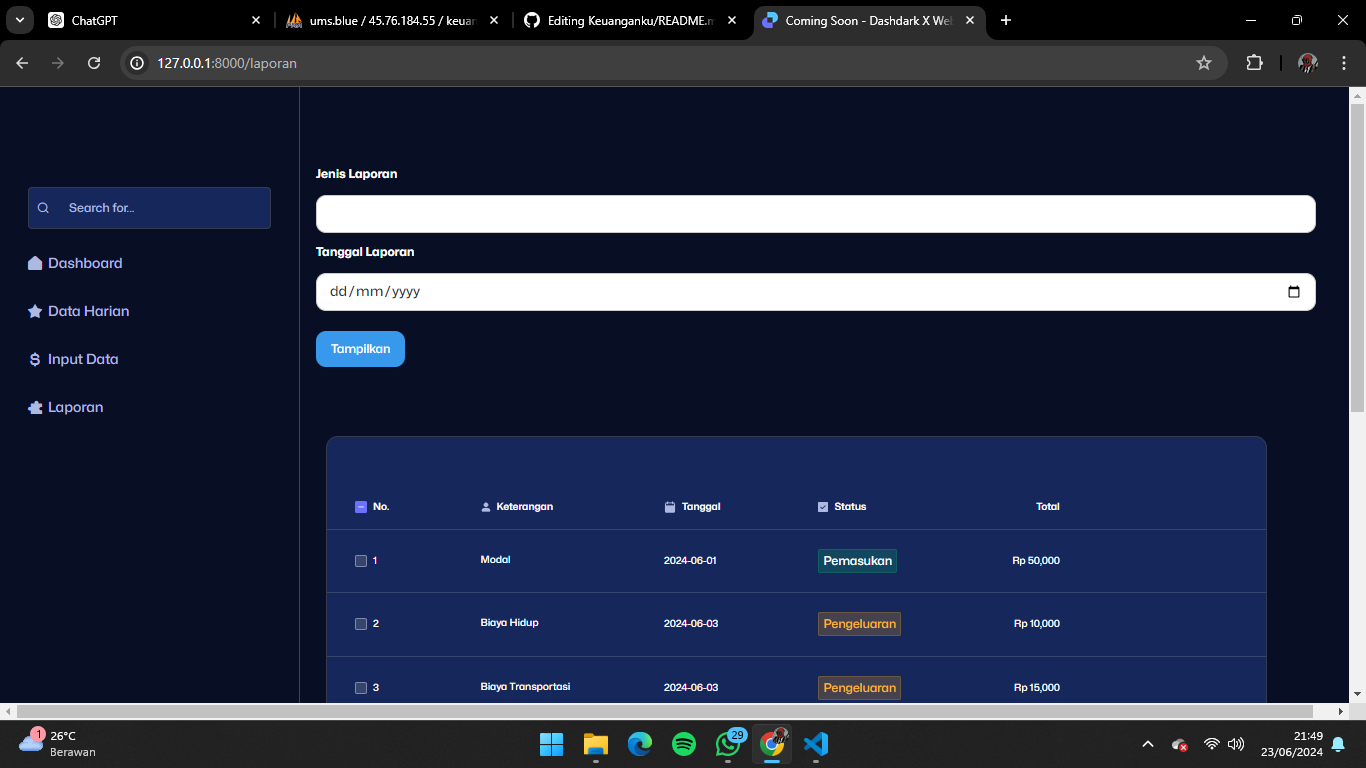 ChatGPT
ums.blue / 45.76.184.55 / keuan
Editing Keuanganku/README.m
Coming Soon - Dashdark X Web
127.0.0.1:8000/laporan
Search for...
Dashboard
Data Harian
Input Data
Laporan
Jenis Laporan
Tanggal Laporan
dd/mm/yyyy
Tampilkan
No. Keterangan Tanggal Status Total
1 Modal 2024-06-01 Pemasukan Rp 50,000
2 Biaya Hidup 2024-06-03 Pengeluaran Rp 10,000
3 Biaya Transportasi 2024-06-03 Pengeluaran Rp 15,000
1
26°C
Berawan
29
21:49
23/06/2024